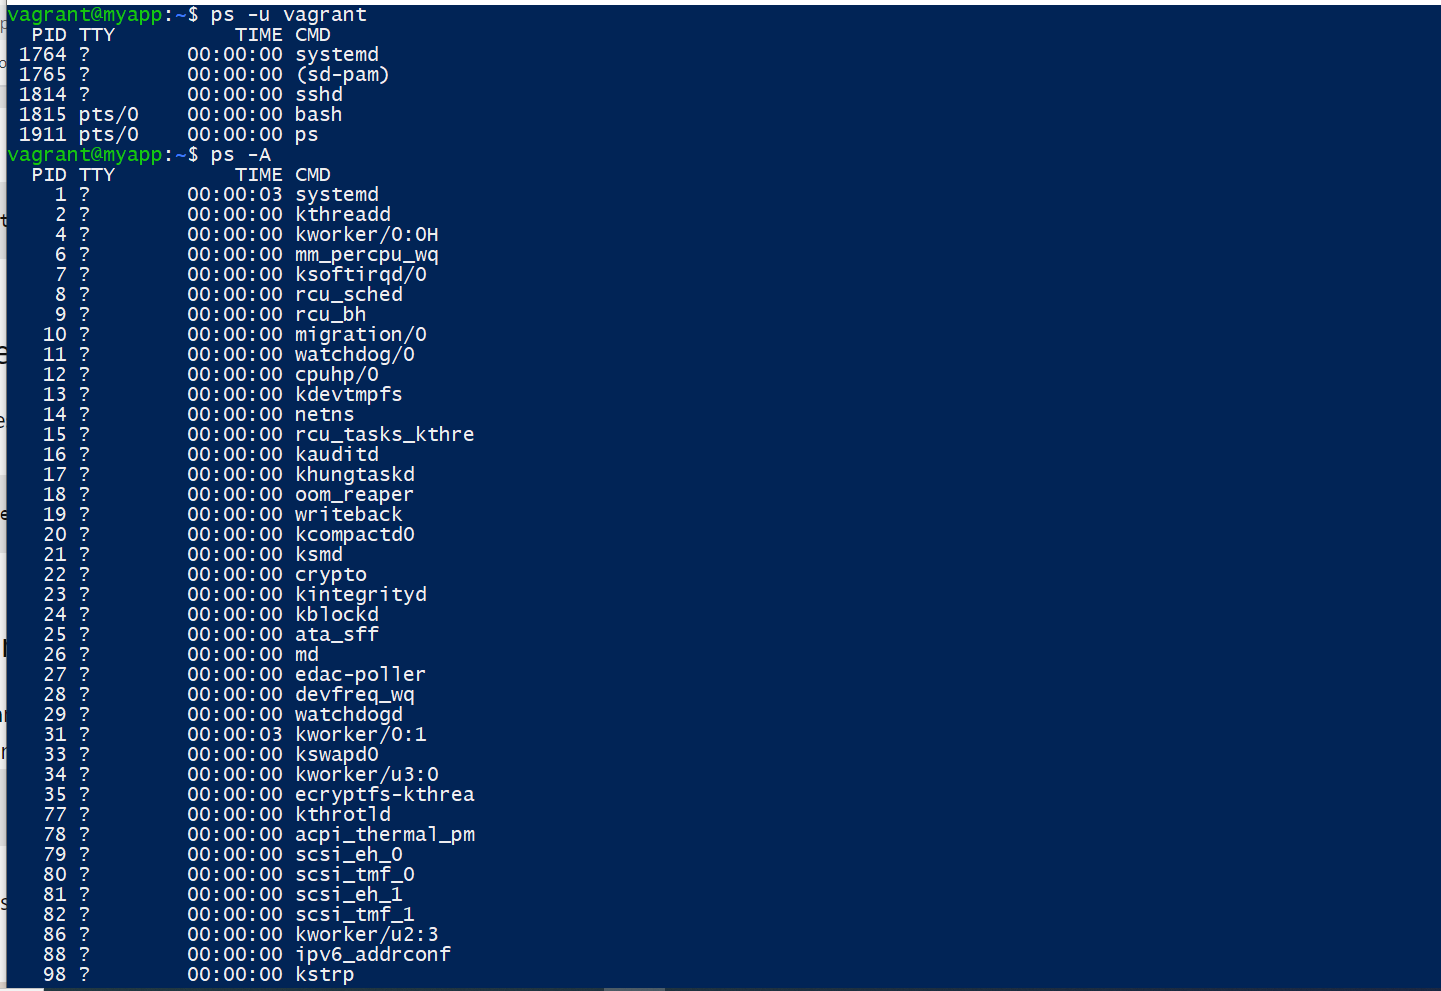 vagrant@myapp:~$ ps -u vagrant
  PID TTY          TIME CMD
 1764 ?        00:00:00 systemd
 1765 ?        00:00:00 (sd-pam)
 1814 ?        00:00:00 sshd
 1815 pts/0    00:00:00 bash
 1911 pts/0    00:00:00 ps
vagrant@myapp:~$ ps -A
  PID TTY          TIME CMD
    1 ?        00:00:03 systemd
    2 ?        00:00:00 kthreadd
    4 ?        00:00:00 kworker/0:0H
    6 ?        00:00:00 mm_percpu_wq
    7 ?        00:00:00 ksoftirqd/0
    8 ?        00:00:00 rcu_sched
    9 ?        00:00:00 rcu_bh
   10 ?        00:00:00 migration/0
   11 ?        00:00:00 watchdog/0
   12 ?        00:00:00 cpuhp/0
   13 ?        00:00:00 kdevtmpfs
   14 ?        00:00:00 netns
   15 ?        00:00:00 rcu_tasks_kthre
   16 ?        00:00:00 kauditd
   17 ?        00:00:00 khungtaskd
   18 ?        00:00:00 oom_reaper
   19 ?        00:00:00 writeback
   20 ?        00:00:00 kcompactd0
   21 ?        00:00:00 ksmd
   22 ?        00:00:00 crypto
   23 ?        00:00:00 kintegrityd
   24 ?        00:00:00 kblockd
   25 ?        00:00:00 ata_sff
   26 ?        00:00:00 md
   27 ?        00:00:00 edac-poller
   28 ?        00:00:00 devfreq_wq
   29 ?        00:00:00 watchdogd
   31 ?        00:00:03 kworker/0:1
   33 ?        00:00:00 kswapd0
   34 ?        00:00:00 kworker/u3:0
   35 ?        00:00:00 ecryptfs-kthrea
   77 ?        00:00:00 kthrotld
   78 ?        00:00:00 acpi_thermal_pm
   79 ?        00:00:00 scsi_eh_0
   80 ?        00:00:00 scsi_tmf_0
   81 ?        00:00:00 scsi_eh_1
   82 ?        00:00:00 scsi_tmf_1
   86 ?        00:00:00 kworker/u2:3
   88 ?        00:00:00 ipv6_addrconf
   98 ?        00:00:00 kstrp